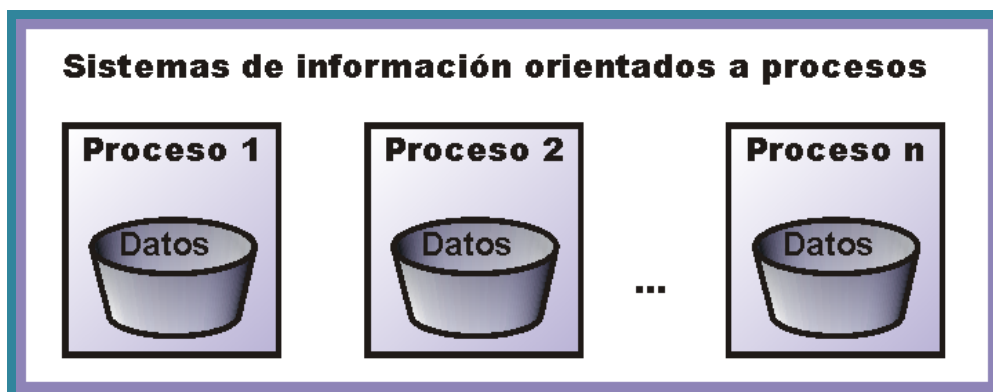 Sistemas de información orientados a procesos
Proceso 1
Proceso 2
Proceso n
Datos
Datos
...
Datos